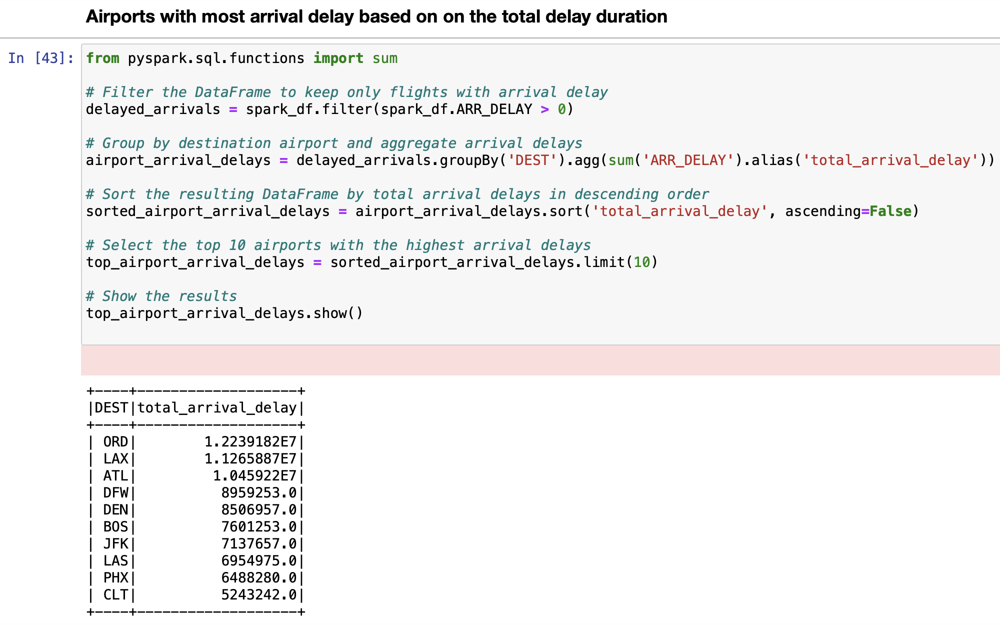 Airports with most arrival delay based on on the total delay duration
In [43]: from pyspark.sql.functions import sum
# Filter the DataFrame to keep only flights with arrival delay
delayed_arrivals = spark_df.filter(spark_df.ARR_DELAY > 0)
# Group by destination airport and aggregate arrival delays
airport_arrival_delays = delayed_arrivals.groupBy('DEST').agg(sum('ARR_DELAY').alias('total_arrival_delay'))
# Sort the resulting DataFrame by total arrival delays in descending order
sorted_airport_arrival_delays = airport_arrival_delays.sort('total_arrival_delay', ascending=False)
# Select the top 10 airports with the highest arrival delays
top_airport_arrival_delays = sorted_airport_arrival_delays.limit(10)
# Show the results
top_airport_arrival_delays.show()
+----+-------------------+
|DEST|total_arrival_delay|
+----+-------------------+
| ORD|        1.2239182E7|
| LAX|        1.1265887E7|
| ATL|         1.045922E7|
| DFW|          8959253.0|
| DEN|          8506957.0|
| BOS|          7601253.0|
| JFK|          7137657.0|
| LAS|          6954975.0|
| PHX|          6488280.0|
| CLT|          5243242.0|
+----+-------------------+